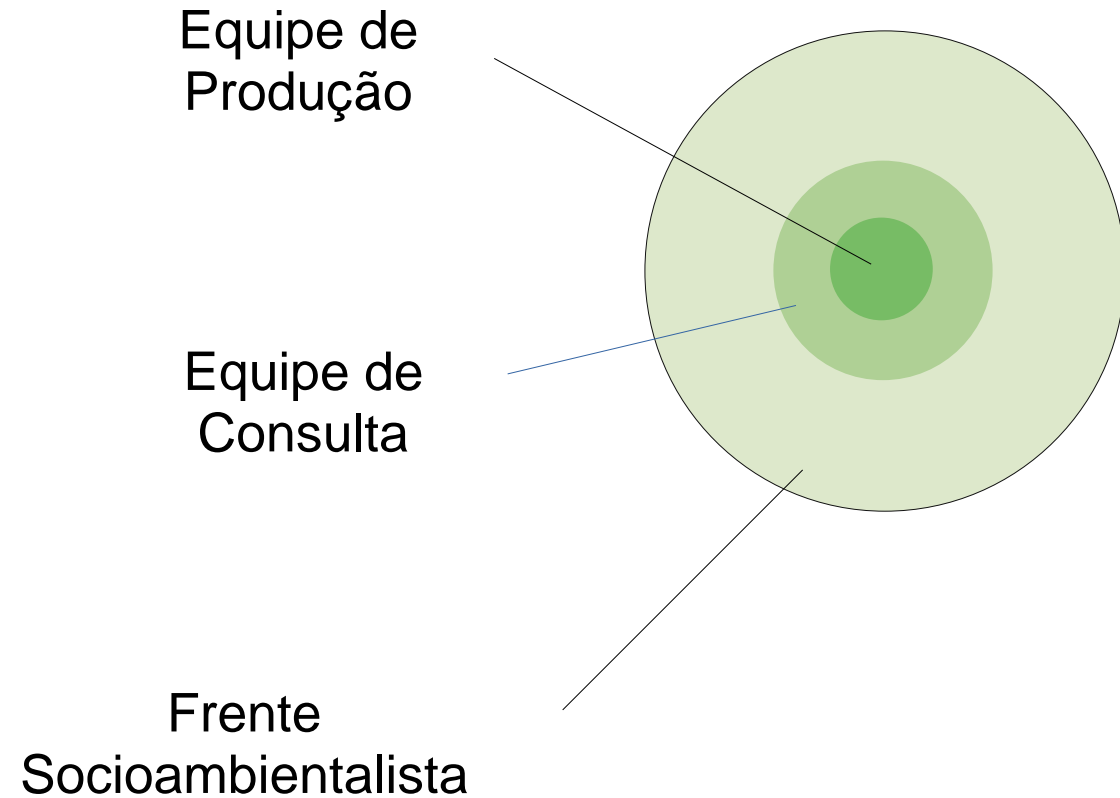 Equipe de
Produção
Equipe de
Consulta
Frente
Socioambientalista